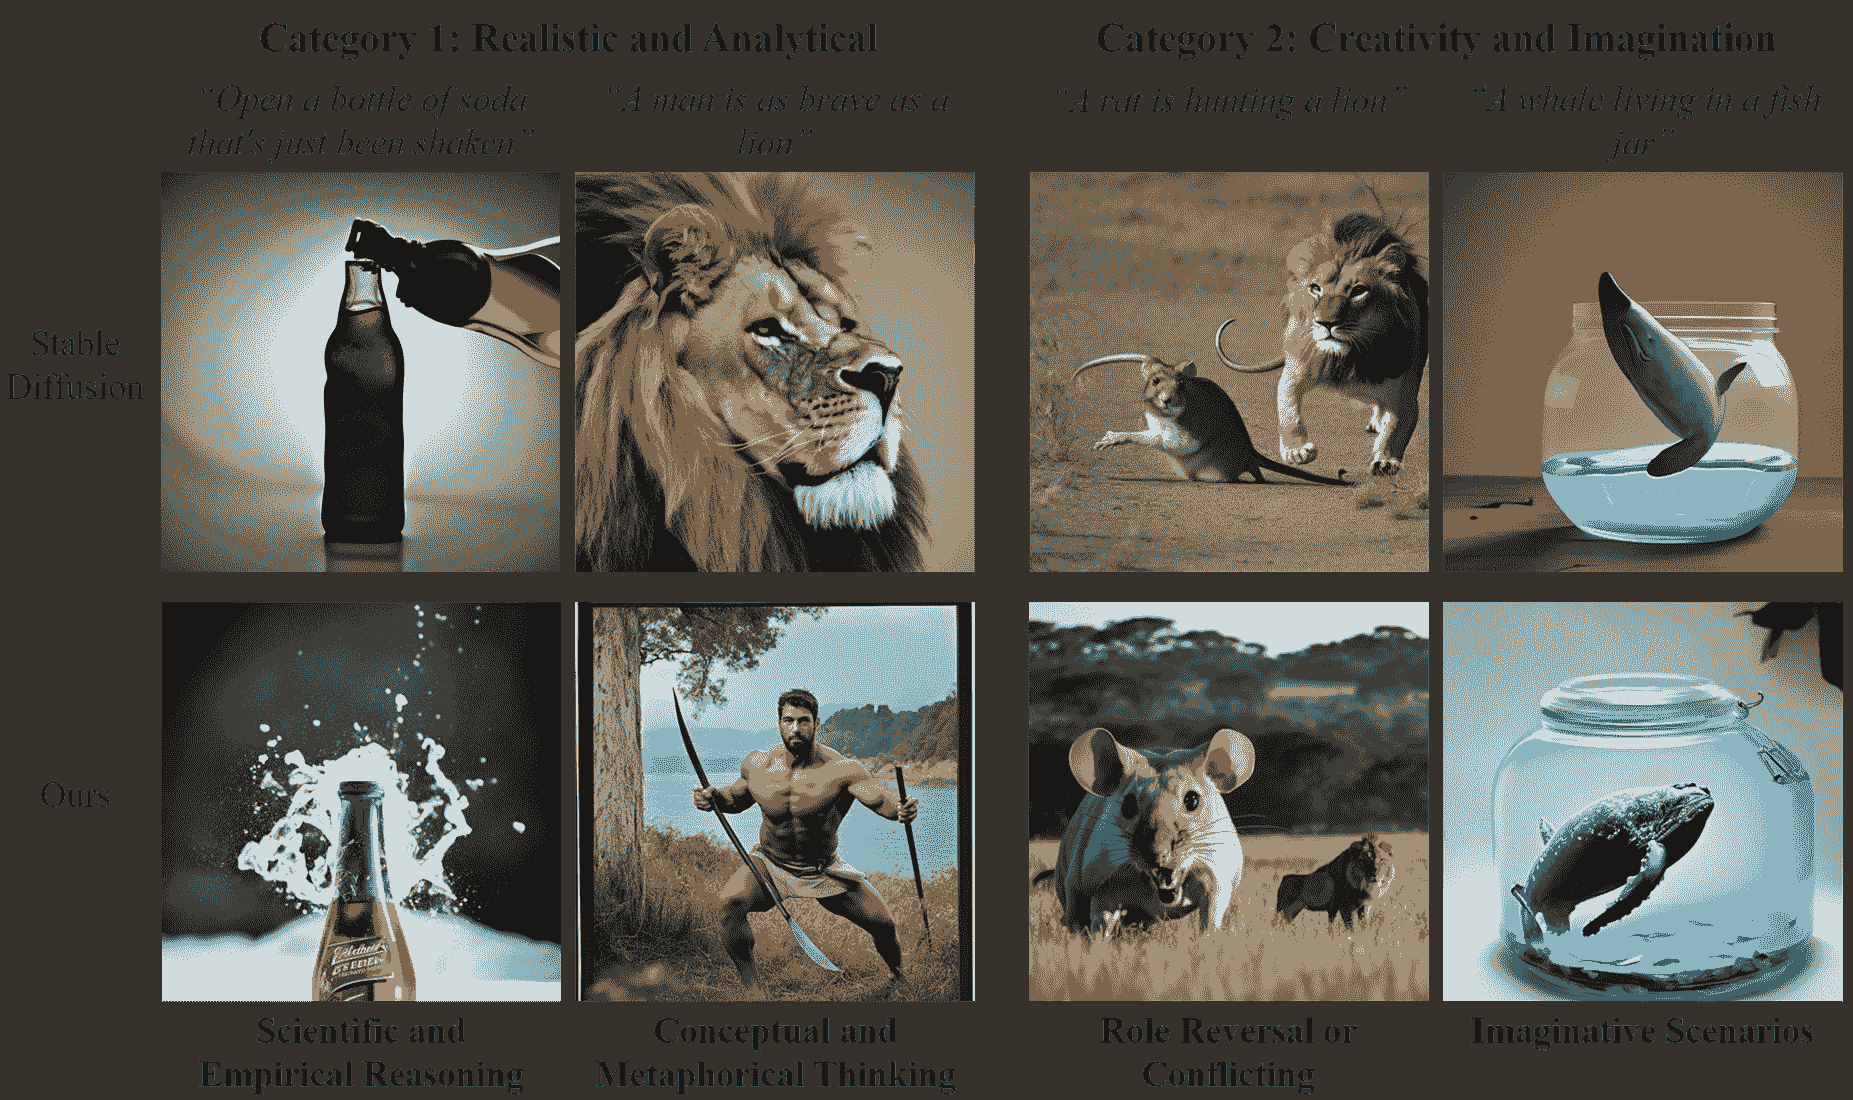 Category 1: Realistic and Analytical
Category 2: Creativity and Imagination
“Open a bottle of soda
that's just been shaken”
“A man is as brave as a
lion”
“A rat is hunting a lion”
“A whale living in a fish
jar”
Stable
Diffusion
Ours
Scientific and
Empirical Reasoning
Conceptual and
Metaphorical Thinking
Role Reversal or
Conflicting
Imaginative Scenarios